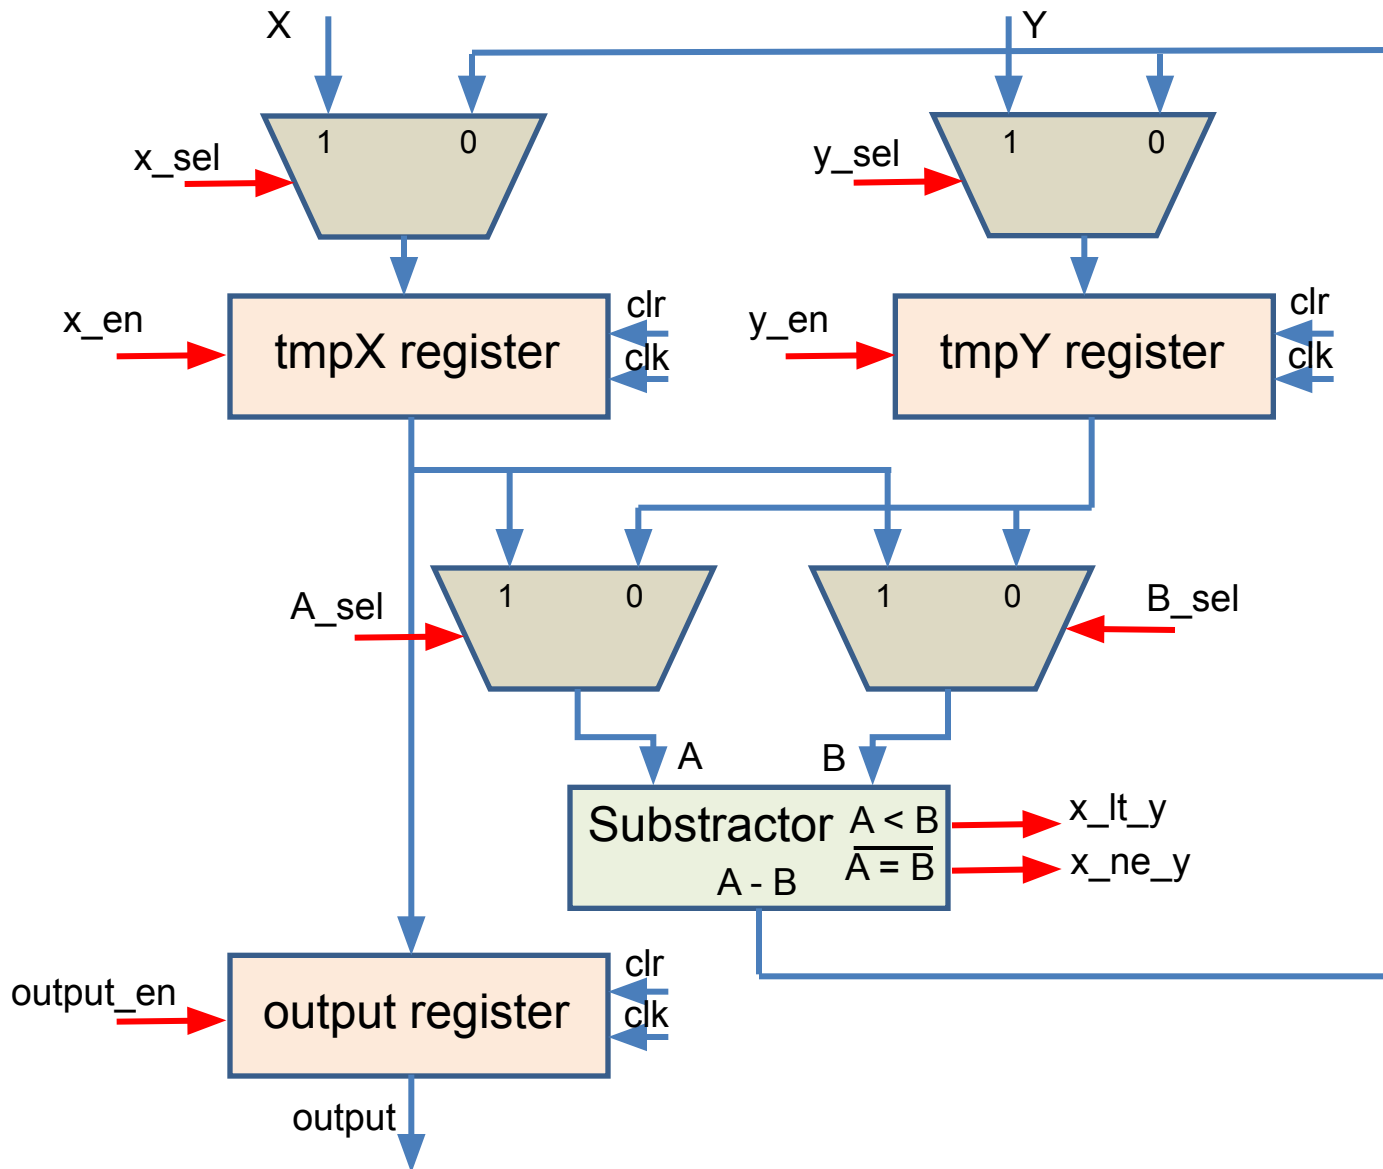 X
Y
1 0
1 0
x_sel
y_sel
x_en
tmpX register
clr
clk
y_en
tmpY register
clr
clk
A_sel
1 0
1 0
B_sel
A
B
Substractor
A < B
A = B
A - B
x_lt_y
x_ne_y
output_en
output register
clr
clk
output